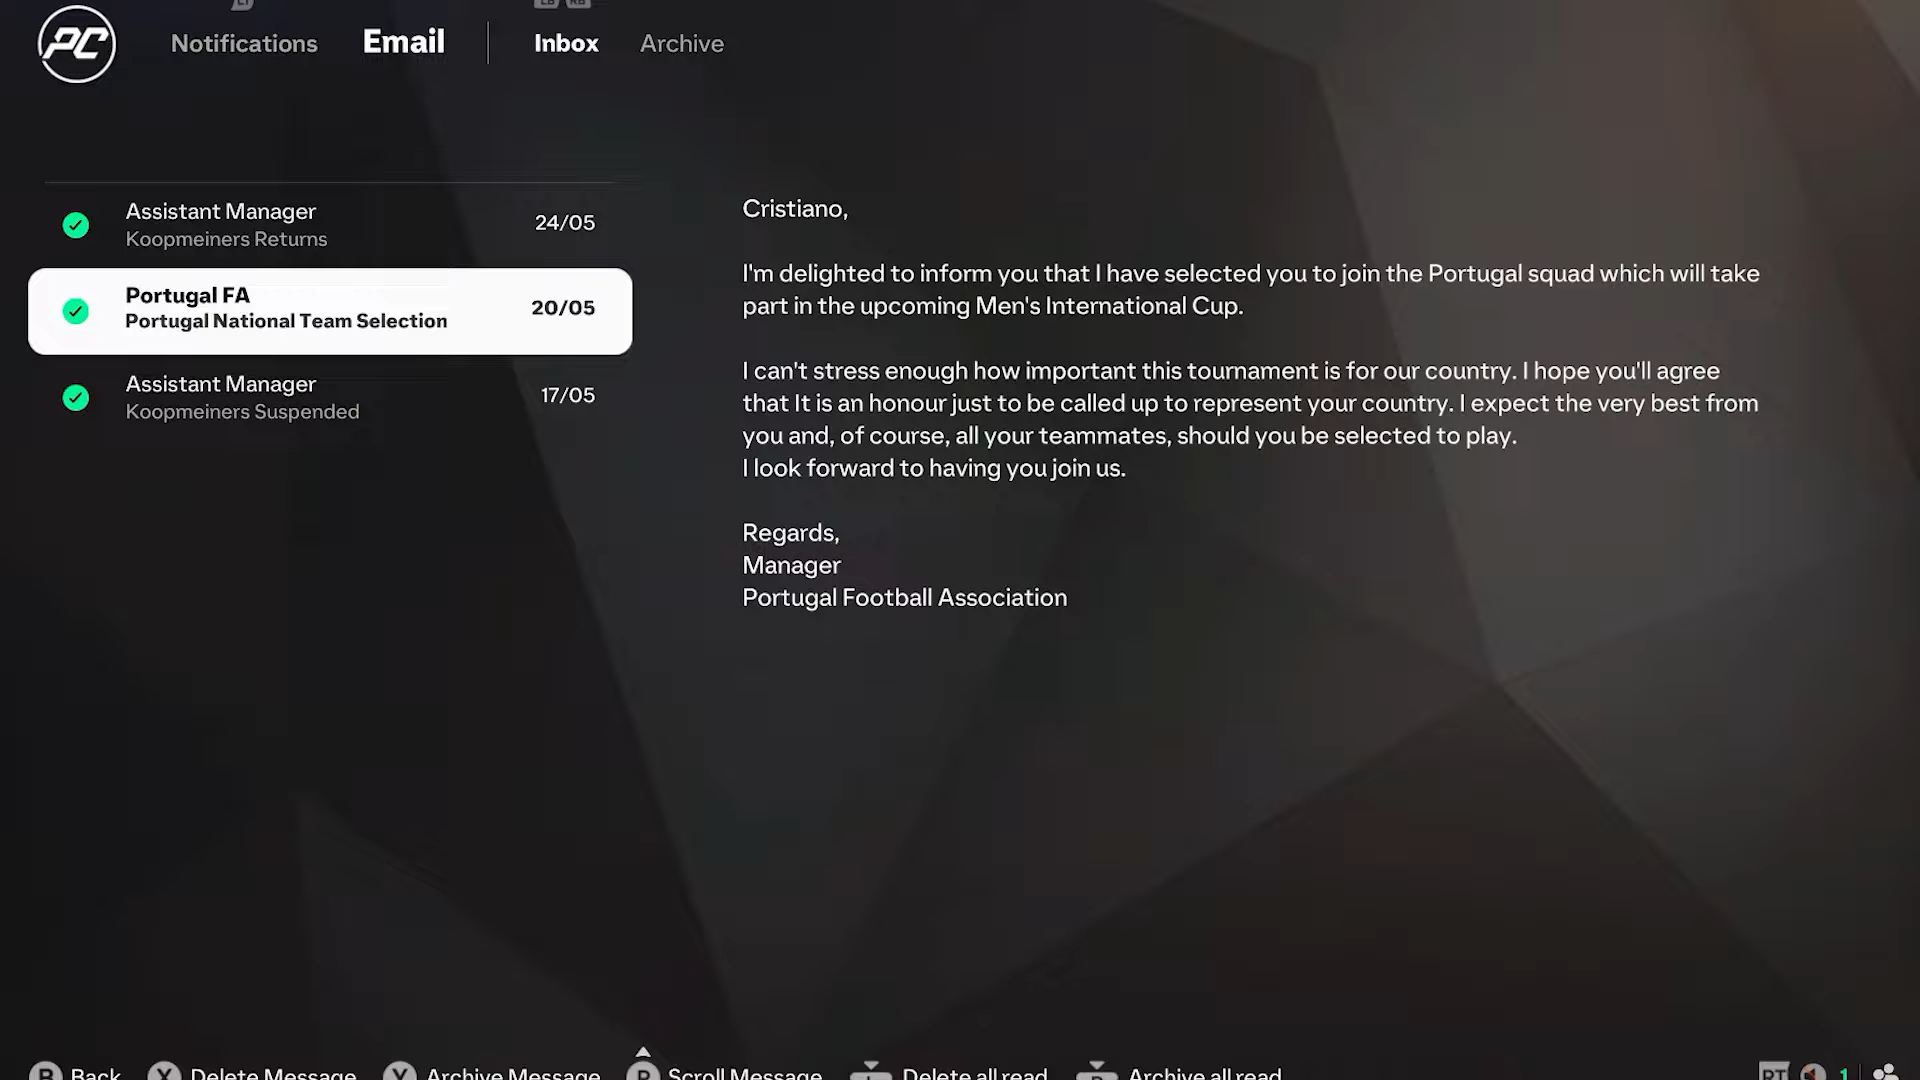 LT
LB RB
PC Notifications Email Inbox Archive
Assistant Manager
Koopmeiners Returns
24/05
Portugal FA
Portugal National Team Selection
20/05
Assistant Manager
Koopmeiners Suspended
17/05
Cristiano,
I'm delighted to inform you that I have selected you to join the Portugal squad which will take
part in the upcoming Men's International Cup.
I can't stress enough how important this tournament is for our country. I hope you'll agree
that It is an honour just to be called up to represent your country. I expect the very best from
you and, of course, all your teammates, should you be selected to play.
I look forward to having you join us.
Regards,
Manager
Portugal Football Association
B Back X Delete Message Y Archive Message R Scroll Message L Delete all read R Archive all read RT 1